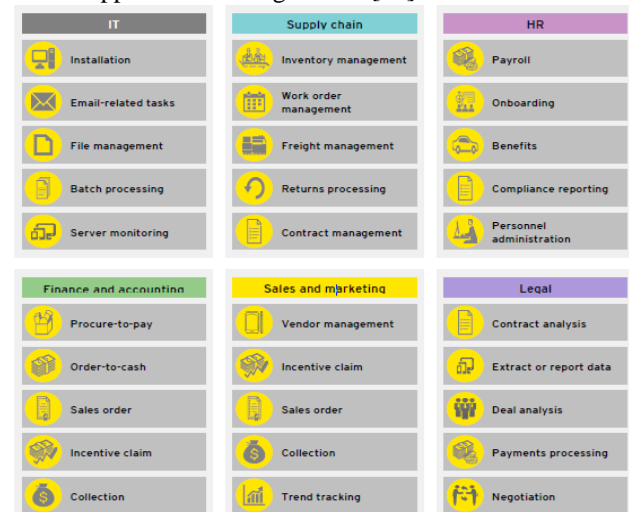 IT
Installation
Email-related tasks
File management
Batch processing
Server monitoring
Supply chain
Inventory management
Work order
management
Freight management
Returns processing
Contract management
HR
Payroll
Onboarding
Benefits
Compliance reporting
Personnel
administration
Finance and accounting
Procure-to-pay
Order-to-cash
Sales order
Incentive claim
Collection
Sales and marketing
Vendor management
Incentive claim
Sales order
Collection
Trend tracking
Legal
Contract analysis
Extract or report data
Deal analysis
Payments processing
Negotiation